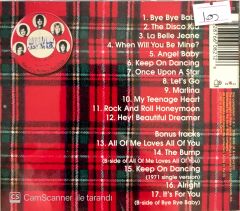 1. Bye Bye Baby
2. The Disco Kid
3. La Belle Jeane
4. When Will You Be Mine?
5. Angel Baby
6. Keep On Dancing
7. Once Upon A Star
8. Let's Go
9. Marlina
10. My Teenage Heart
11. Rock And Roll Honeymoon
12. Hey! Beautiful Dreamer
Bonus Tracks
13. All Of Me Loves All Of You
14. The Bump
(B-side of All Of Me Loves All Of You)
15. Keep On Dancing
(1971 single version)
16. Alright
17. It's For You
(B-side of Bye Bye Baby)
CS CamScanner ile tarandı